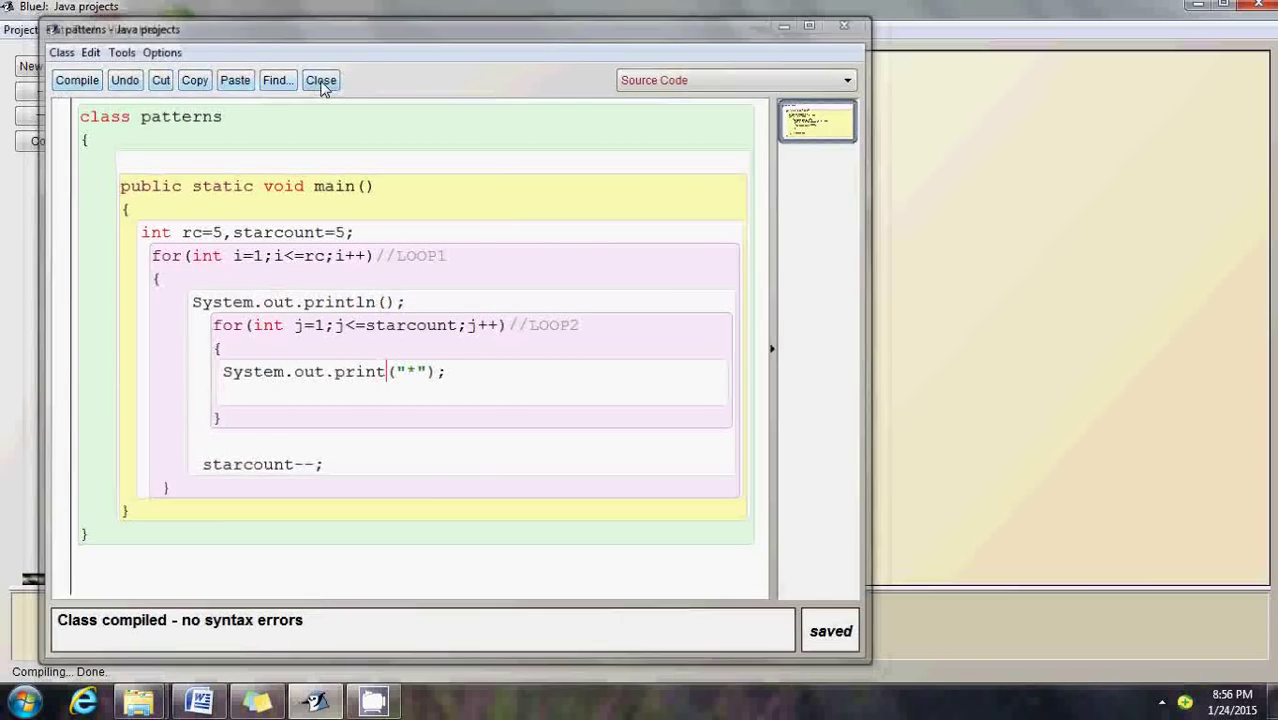 BlueJ: Java projects
Project
patterns - Java projects
Class Edit Tools Options
New
Compile Undo Cut Copy Paste Find... Close
Source Code
Co
class patterns
{
public static void main()
{
int rc=5,starcount=5;
for(int i=1;i<=rc;i++)//LOOP1
{
System.out.println();
for(int j=1;j<=starcount;j++)//LOOP2
{
System.out.print("*");
}
starcount--;
}
}
}
Class compiled - no syntax errors
saved
Compiling... Done.
8:56 PM
1/24/2015